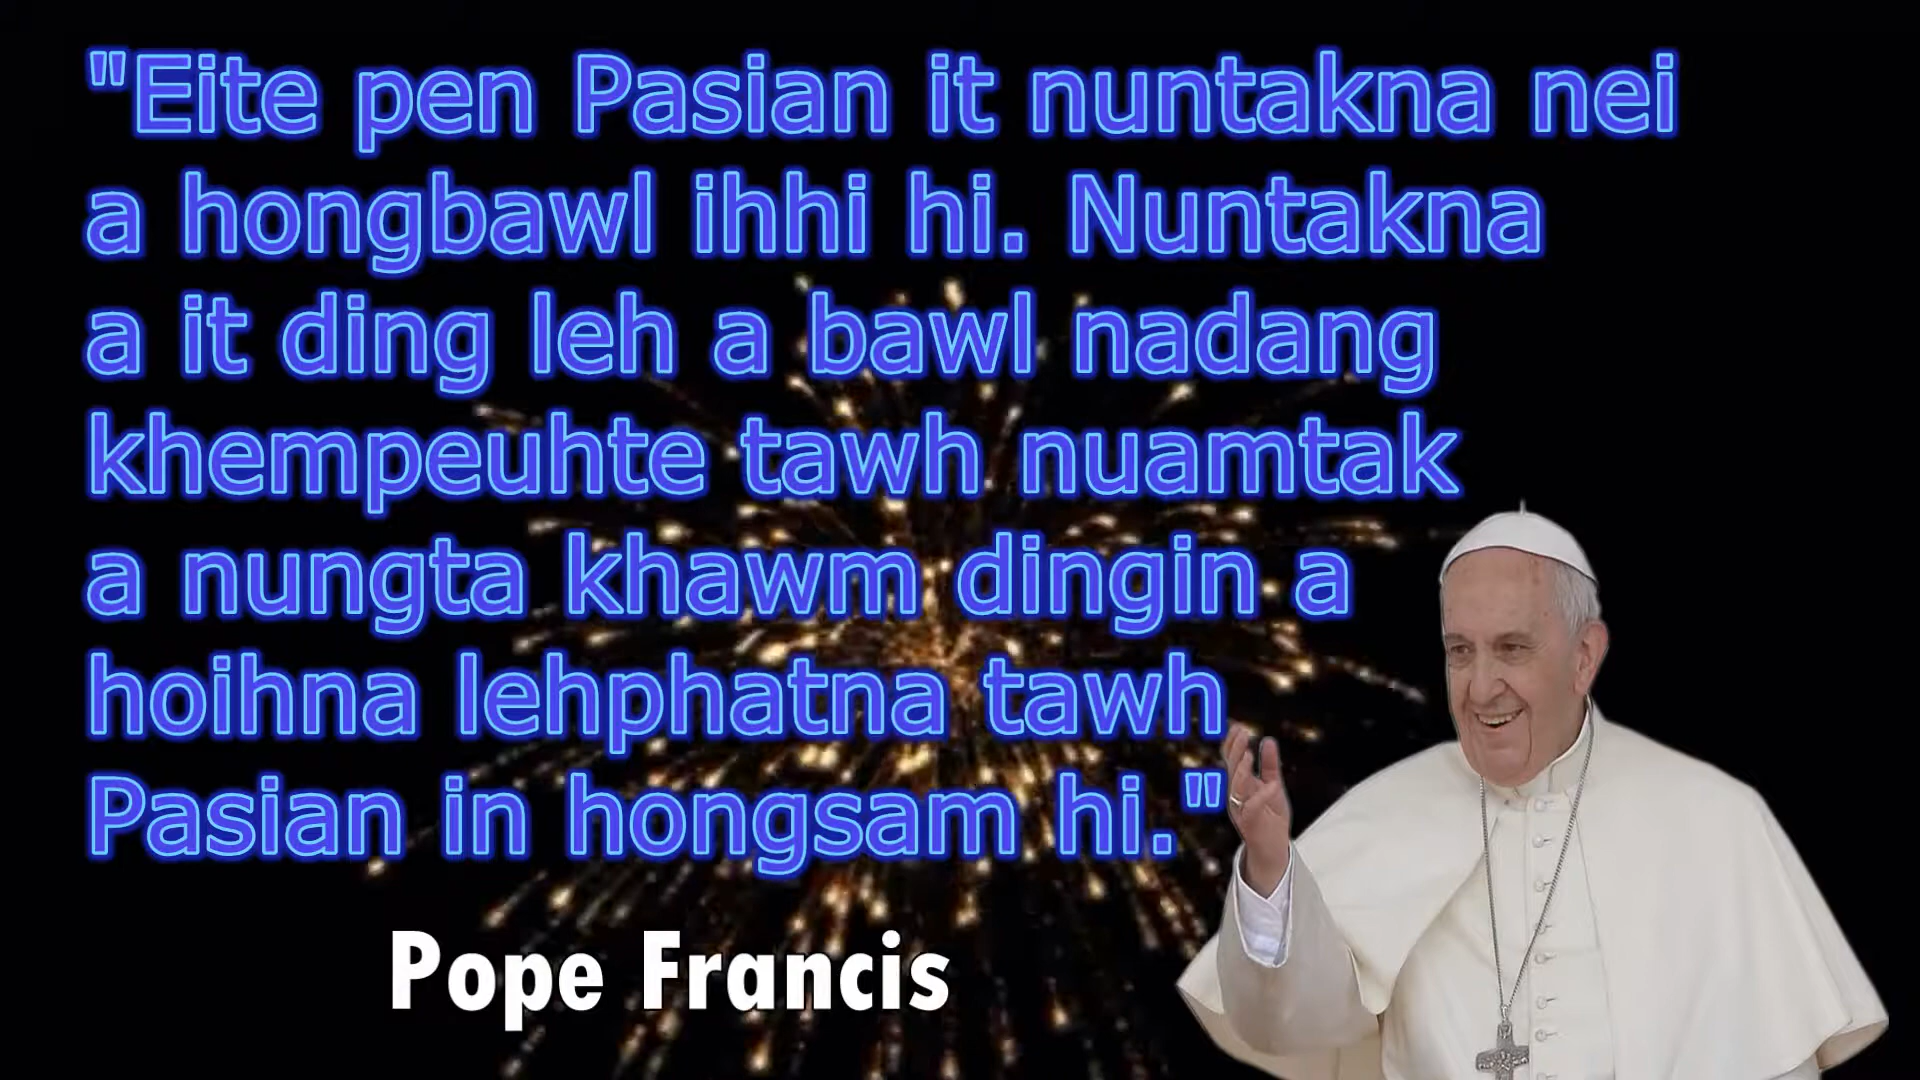 "Eite pen Pasian it nuntakna nei
a hongbawl ihhi hi. Nuntakna
a it ding leh a bawl nadang
khempeuhte tawh nuamtak
a nungta khawm dingin a
hoihna lehphatna tawh
Pasian in hongsam hi."
Pope Francis